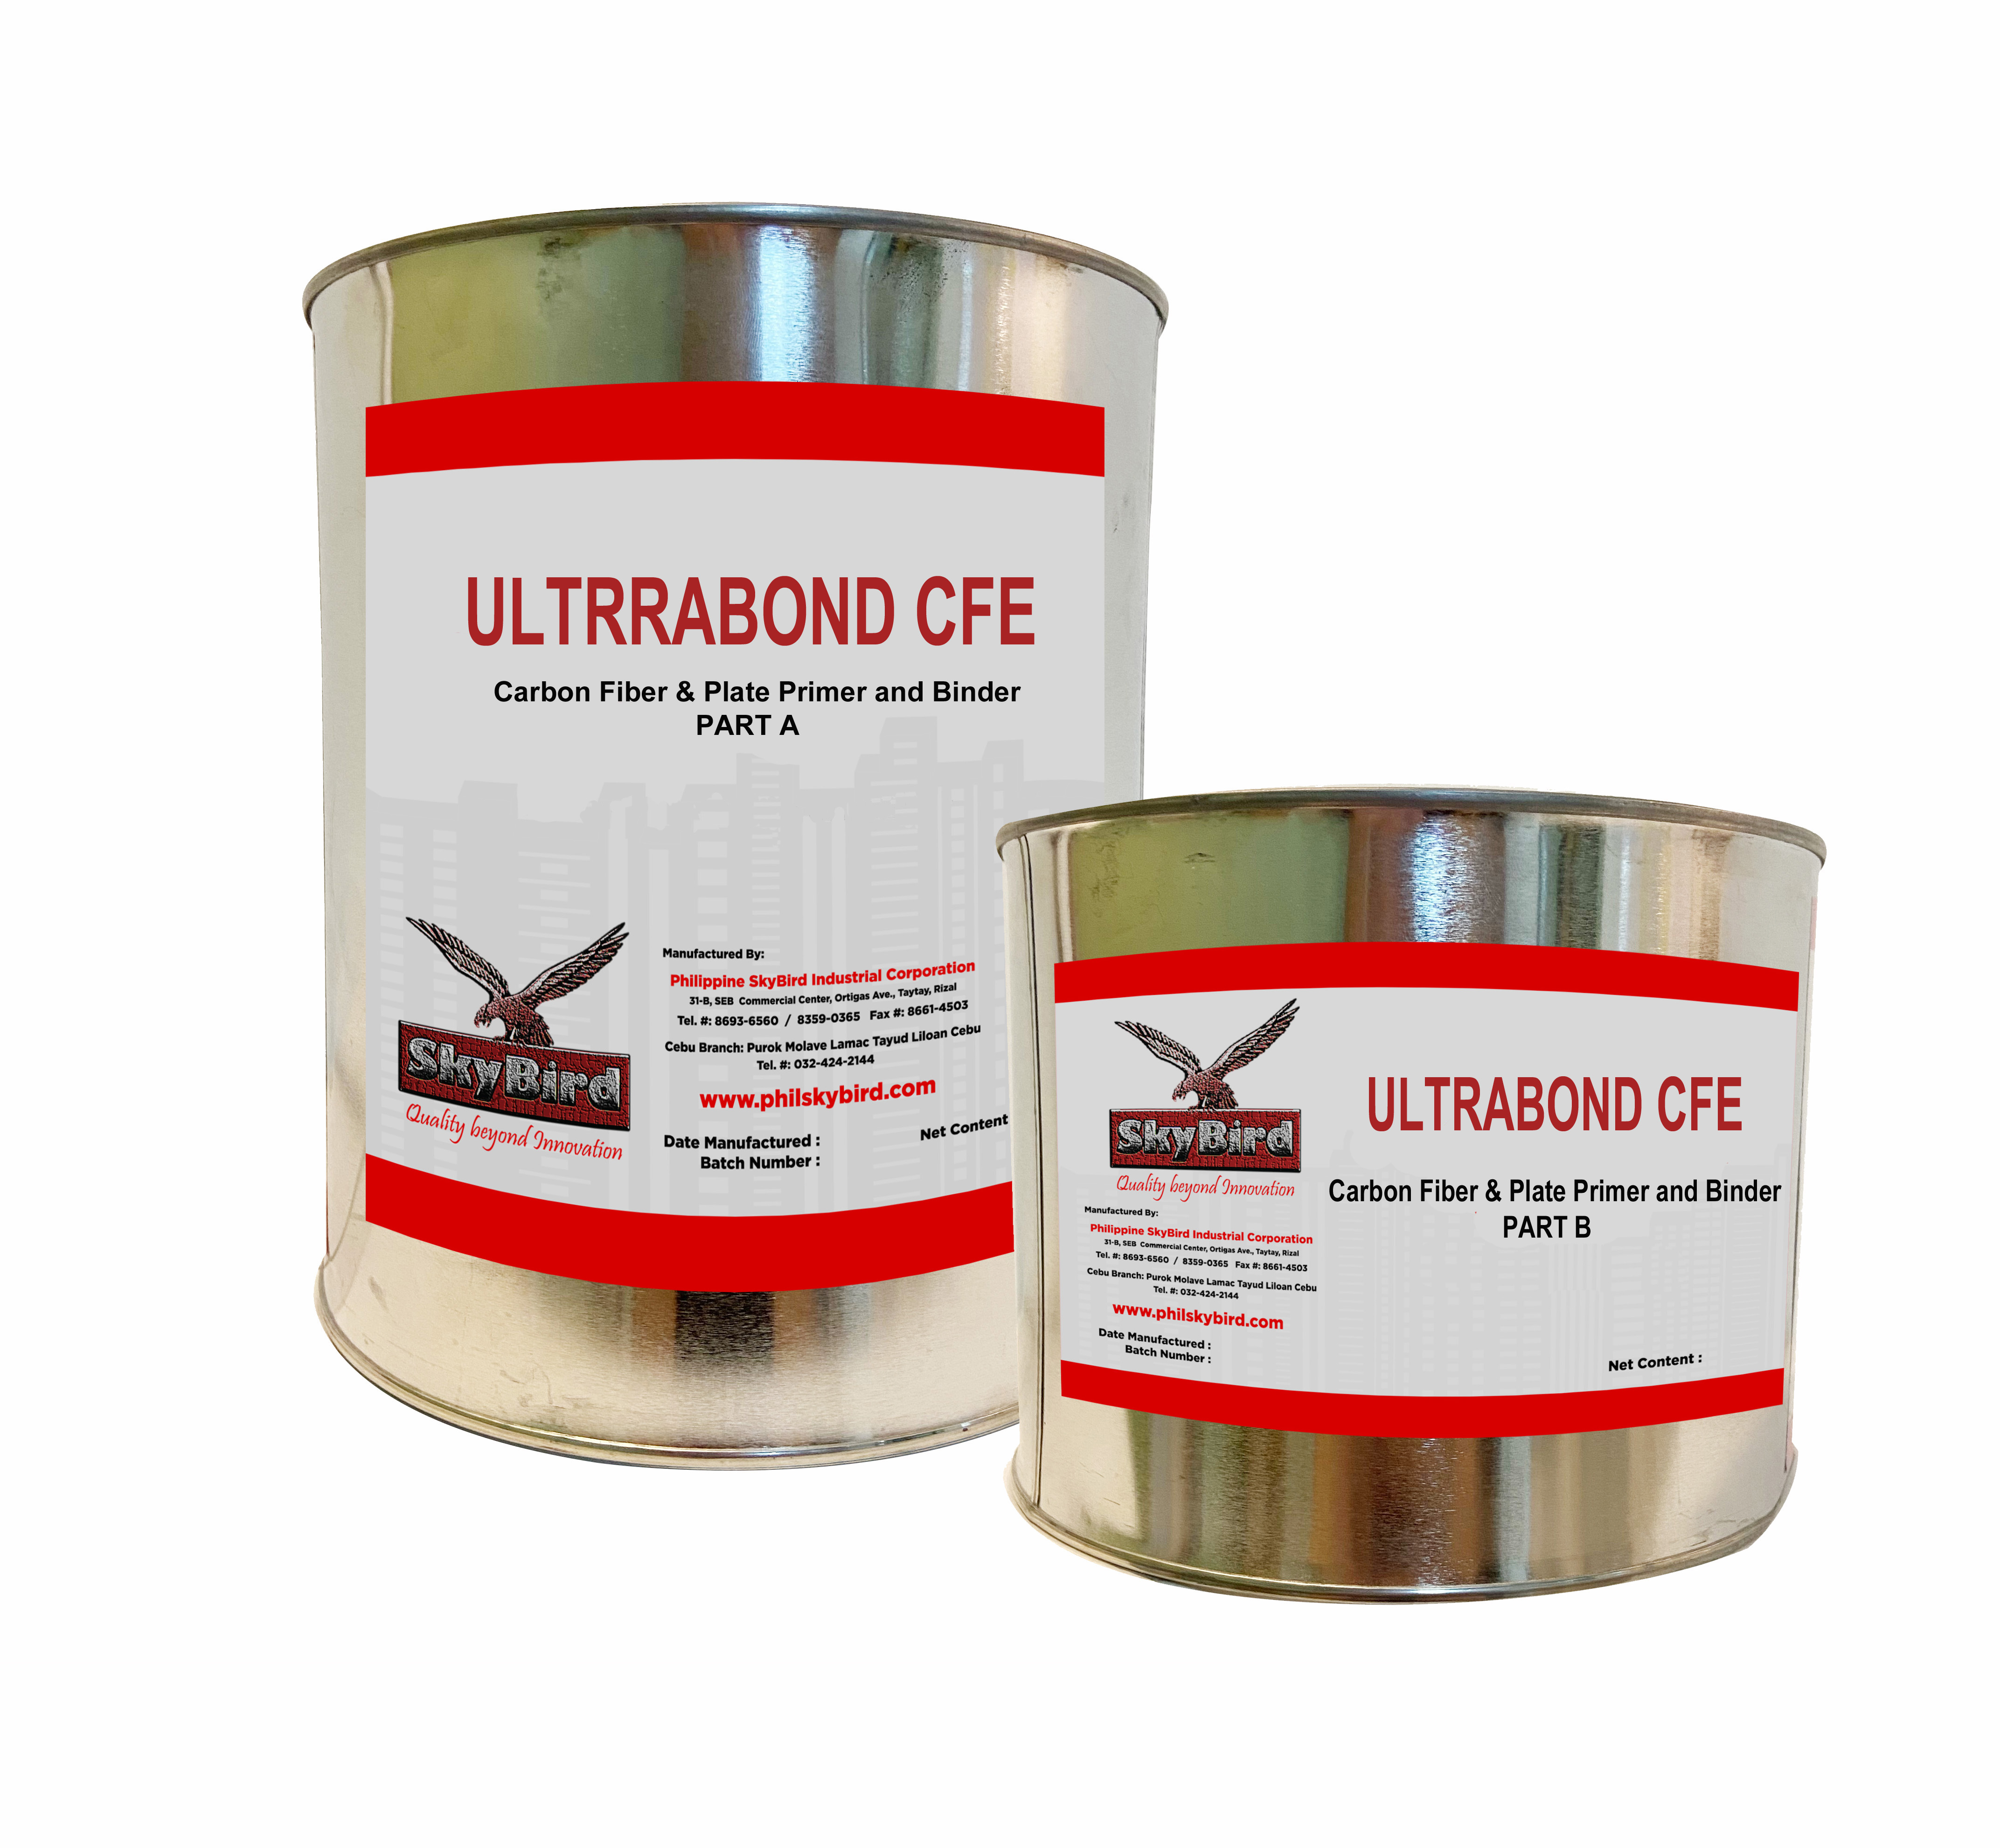 ULTRRABOND CFE
Carbon Fiber & Plate Primer and Binder
PART A
SkyBird
Quality beyond Innovation
Manufactured By:
Philippine SkyBird Industrial Corporation
31-B, SEB Commercial Center, Ortigas Ave., Taytay, Rizal
Tel. #: 8693-6560 / 8359-0365 Fax #: 8661-4503
Cebu Branch: Purok Molave Lamac Tayud Liloan Cebu
Tel. #: 032-424-2144
www.philskybird.com
Date Manufactured :
Batch Number :
Net Content
SkyBird
Quality beyond Innovation
Manufactured By:
Philippine SkyBird Industrial Corporation
31-B, SEB Commercial Center, Ortigas Ave., Taytay, Rizal
Tel. #: 8693-6560 / 8359-0365 Fax #: 8661-4503
Cebu Branch: Purok Molave Lamac Tayud Liloan Cebu
Tel. #: 032-424-2144
www.philskybird.com
Date Manufactured :
Batch Number :
ULTRABOND CFE
Carbon Fiber & Plate Primer and Binder
PART B
Net Content :